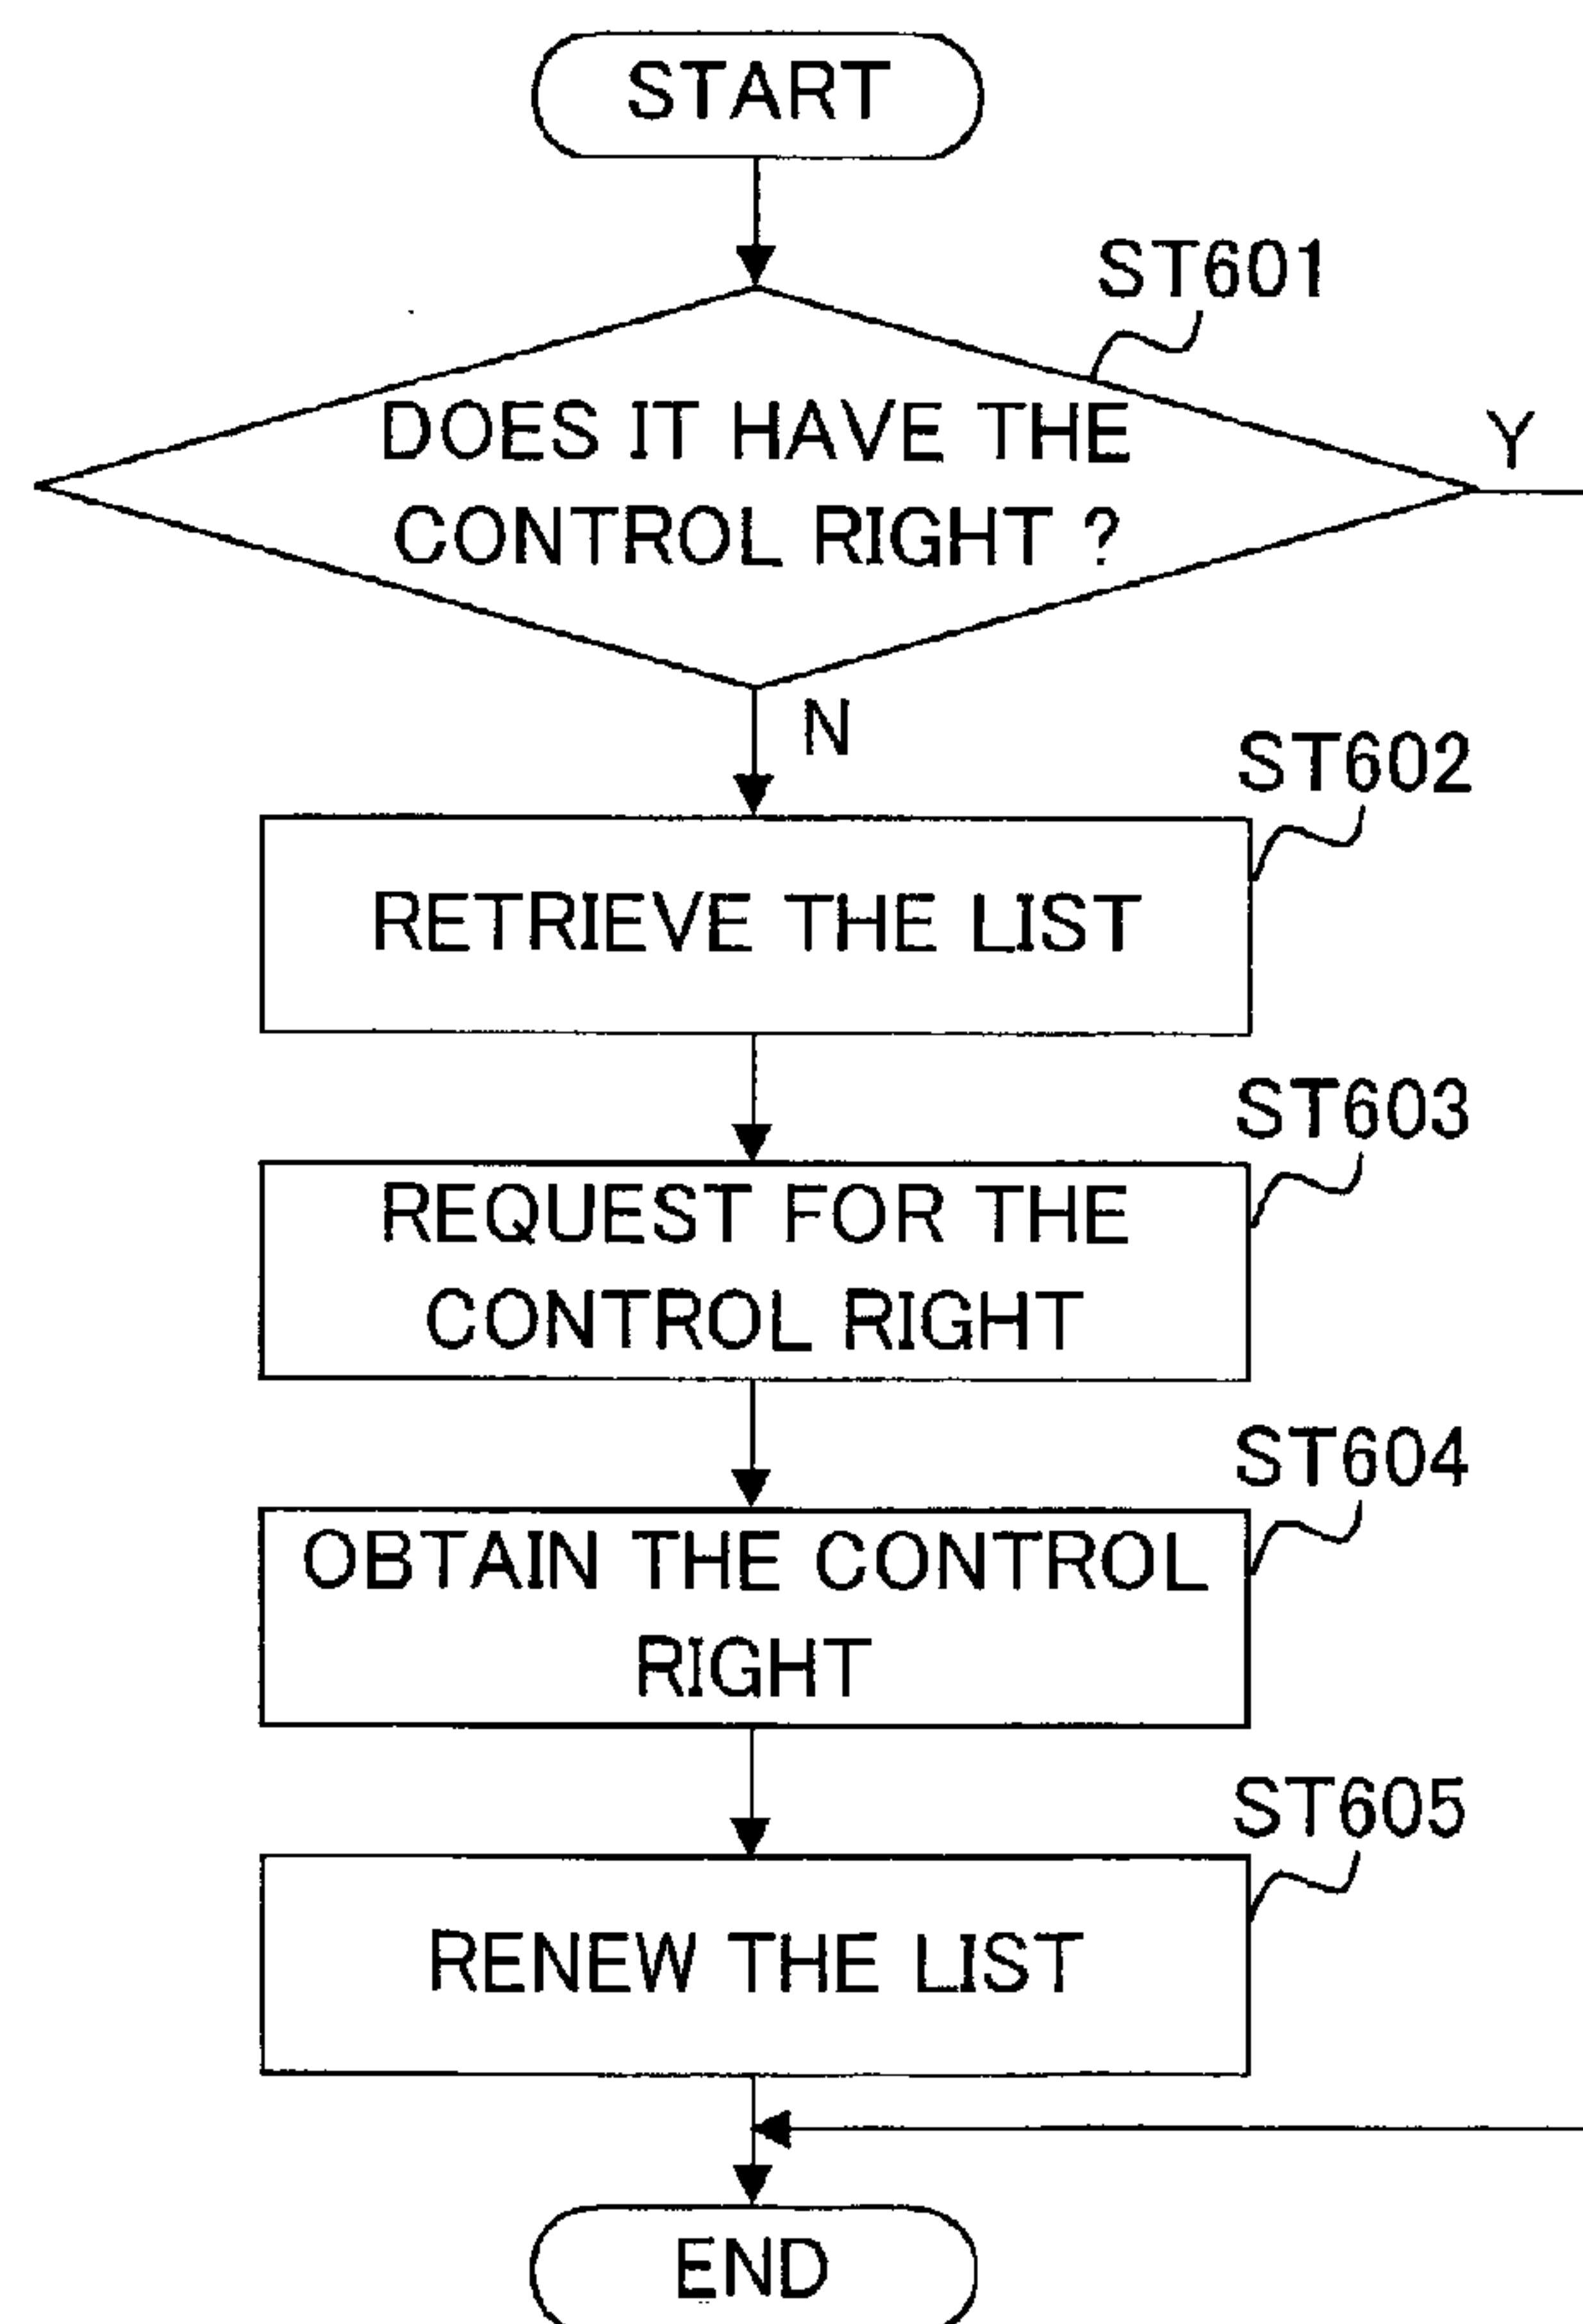 START
ST601
DOES IT HAVE THE
CONTROL RIGHT ?
Y
N
ST602
RETRIEVE THE LIST
ST603
REQUEST FOR THE
CONTROL RIGHT
ST604
OBTAIN THE CONTROL
RIGHT
ST605
RENEW THE LIST
END